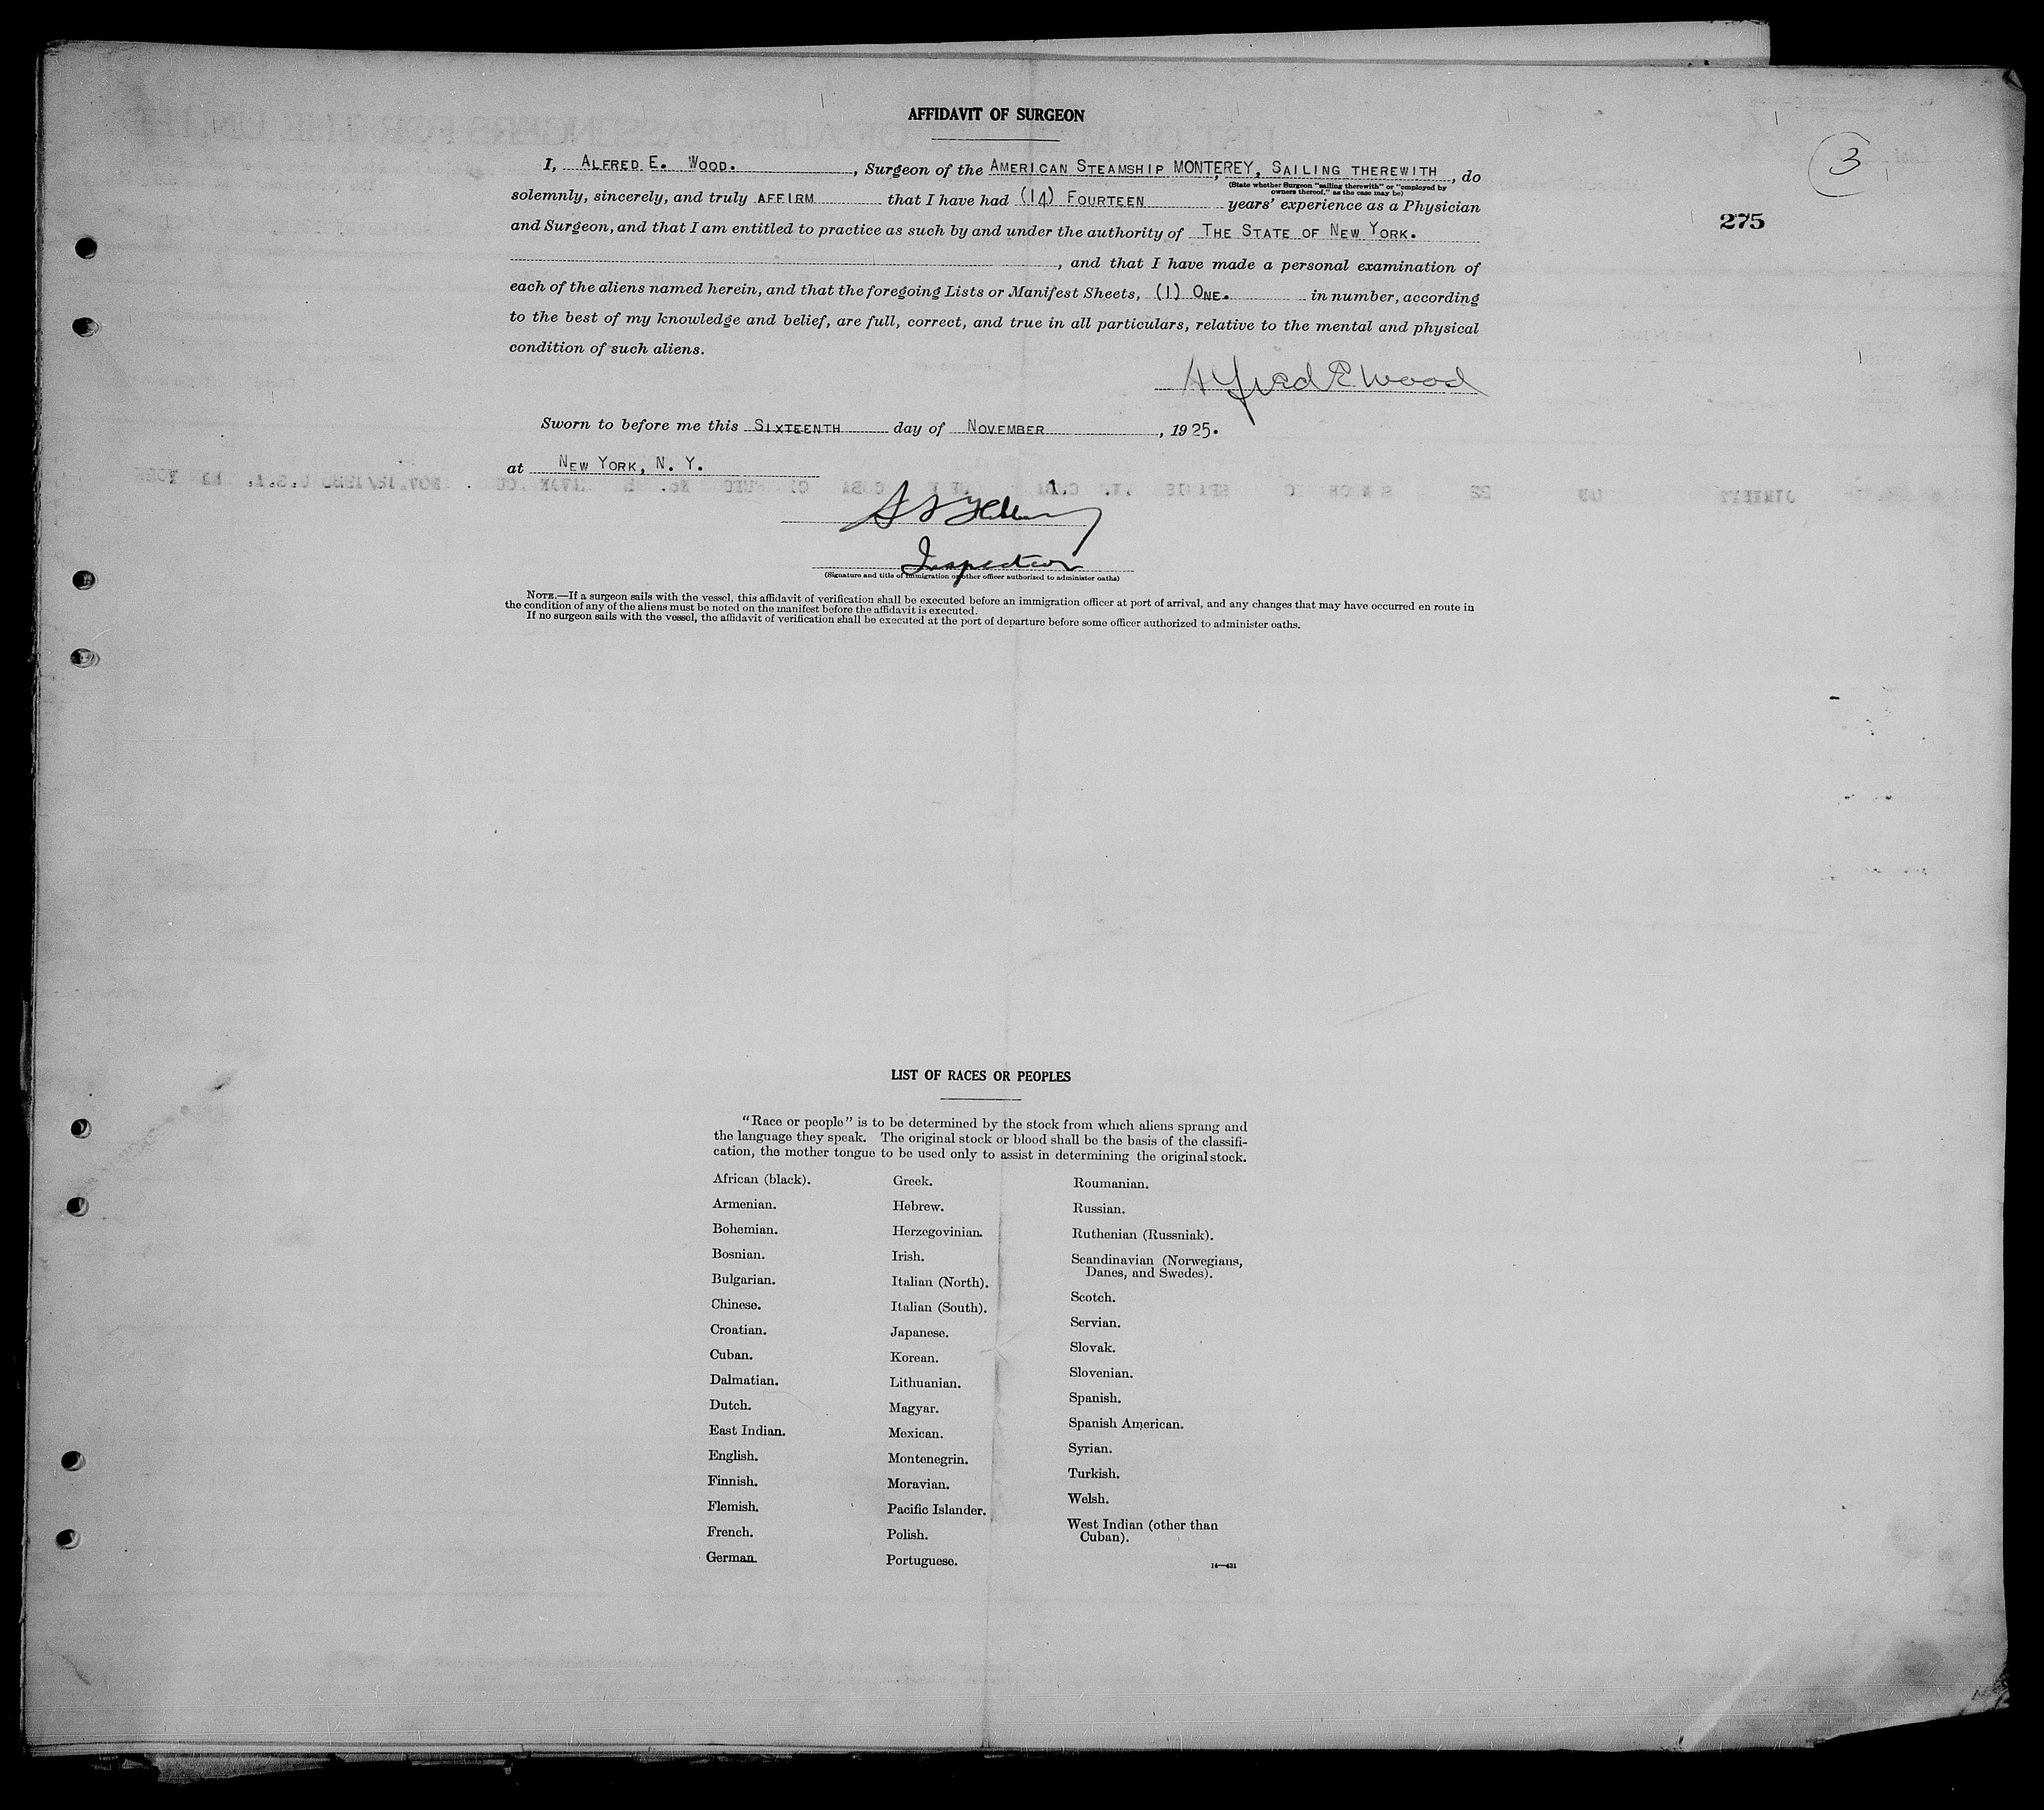 AFFIDAVIT OF SURGEON
3
275
I, ALFRED E. WOOD. , Surgeon of the AMERICAN STEAMSHIP MONTEREY, SAILING THEREWITH , do
(State whether Surgeon "sailing therewith" or "employed by
owners thereof," as the case may be)
solemnly, sincerely, and truly AFFIRM that I have had (14) FOURTEEN years' experience as a Physician
and Surgeon, and that I am entitled to practice as such by and under the authority of THE STATE OF NEW YORK.
, and that I have made a personal examination of
each of the aliens named herein, and that the foregoing Lists or Manifest Sheets, (1) ONE. in number, according
to the best of my knowledge and belief, are full, correct, and true in all particulars, relative to the mental and physical
condition of such aliens.
Alfred E Wood
Sworn to before me this SIXTEENTH day of NOVEMBER , 1925.
at NEW YORK, N. Y.
Inspector
(Signature and title of immigration or other officer authorized to administer oaths)
NOTE.—If a surgeon sails with the vessel, this affidavit of verification shall be executed before an immigration officer at port of arrival, and any changes that may have occurred en route in
the condition of any of the aliens must be noted on the manifest before the affidavit is executed.
If no surgeon sails with the vessel, the affidavit of verification shall be executed at the port of departure before some officer authorized to administer oaths.
LIST OF RACES OR PEOPLES
"Race or people" is to be determined by the stock from which aliens sprang and
the language they speak. The original stock or blood shall be the basis of the classifi-
cation, the mother tongue to be used only to assist in determining the original stock.
African (black).
Armenian.
Bohemian.
Bosnian.
Bulgarian.
Chinese.
Croatian.
Cuban.
Dalmatian.
Dutch.
East Indian.
English.
Finnish.
Flemish.
French.
German.
Greek.
Hebrew.
Herzegovinian.
Irish.
Italian (North).
Italian (South).
Japanese.
Korean.
Lithuanian.
Magyar.
Mexican.
Montenegrin.
Moravian.
Pacific Islander.
Polish.
Portuguese.
Roumanian.
Russian.
Ruthenian (Russniak).
Scandinavian (Norwegians,
Danes, and Swedes).
Scotch.
Servian.
Slovak.
Slovenian.
Spanish.
Spanish American.
Syrian.
Turkish.
Welsh.
West Indian (other than
Cuban).
14—431